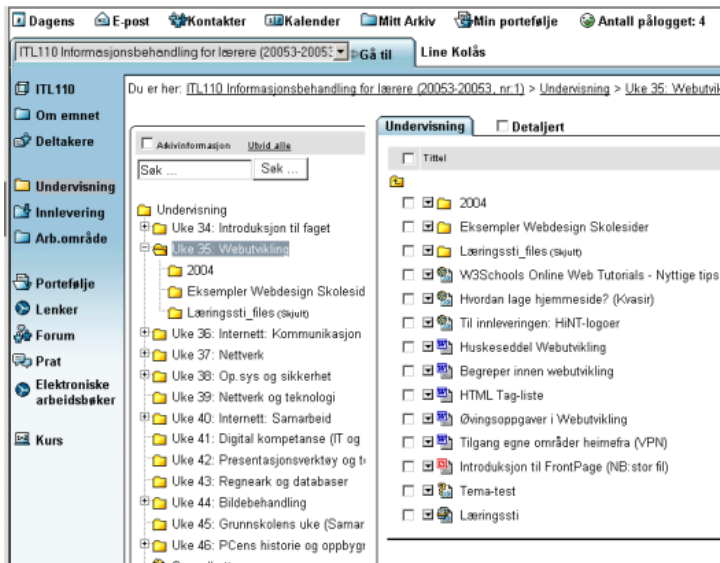 Dagens E-post Kontakter Kalender Mitt Arkiv Min portefølje Antall pålogget: 4
ITL110 Informasjonsbehandling for lærere (20053-20053 Gå til Line Kolås
ITL110
Om emnet
Deltakere
Undervisning
Innlevering
Arb.område
Portefølje
Lenker
Forum
Prat
Elektroniske
arbeidsbøker
Kurs
Du er her: ITL110 Informasjonsbehandling for lærere (20053-20053, nr.1) > Undervisning > Uke 35: Webutvik
Arkivinformasjon Utvid alle
Søk ... Søk ...
Undervisning
Uke 34: Introduksjon til faget
Uke 35: Webutvikling
2004
Eksempler Webdesign Skolesid
Læringssti_files (Skjult)
Uke 36: Internett: Kommunikasjon
Uke 37: Nettverk
Uke 38: Op.sys og sikkerhet
Uke 39: Nettverk og teknologi
Uke 40: Internett: Samarbeid
Uke 41: Digital kompetanse (IT og
Uke 42: Presentasjonsverktøy og t
Uke 43: Regneark og databaser
Uke 44: Bildebehandling
Uke 45: Grunnskolens uke (Samar
Uke 46: PCens historie og oppbygr
Undervisning Detaljert
Tittel
2004
Eksempler Webdesign Skolesider
Læringssti_files (Skjult)
W3Schools Online Web Tutorials - Nyttige tips
Hvordan lage hjemmeside? (Kvasir)
Til innleveringen: HiNT-logoer
Huskeseddel Webutvikling
Begreper innen webutvikling
HTML Tag-liste
Øvingsoppgaver i Webutvikling
Tilgang egne områder heimefra (VPN)
Introduksjon til FrontPage (NB:stor fil)
Tema-test
Læringssti